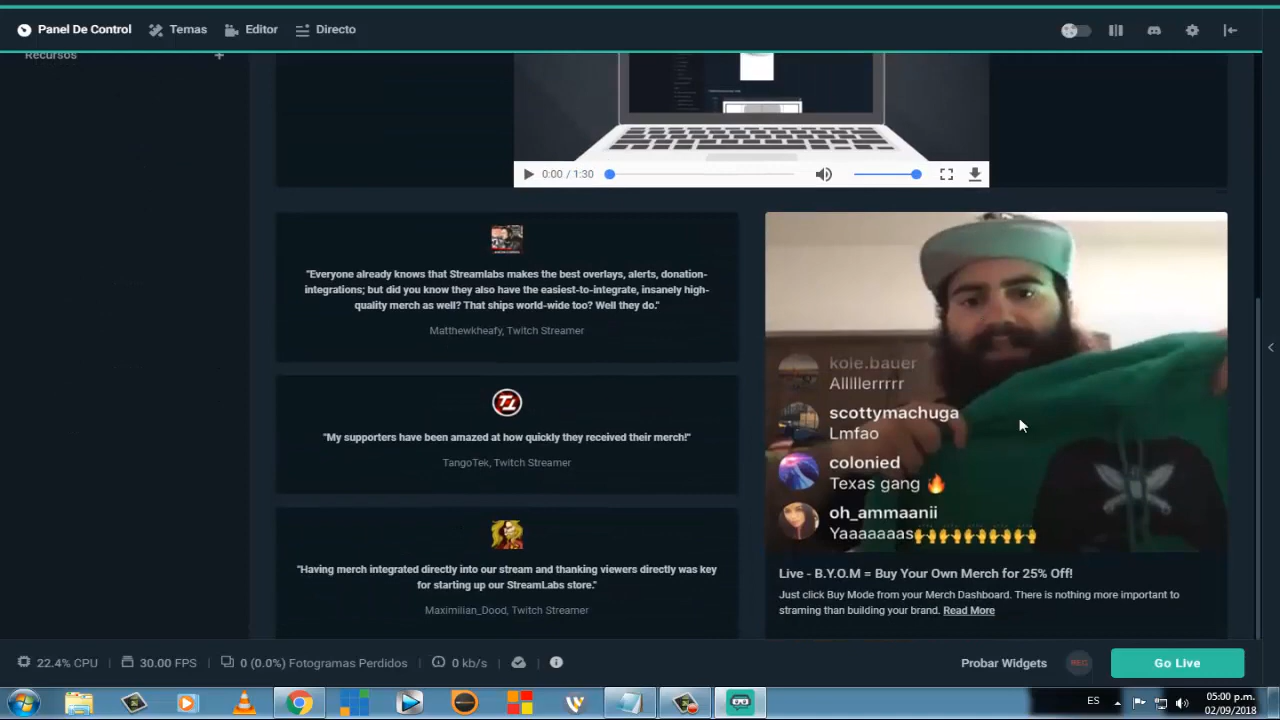 Panel De Control
Temas
Editor
Directo
Recursos
0:00 / 1:30
"Everyone already knows that Streamlabs makes the best overlays, alerts, donation-
integrations; but did you know they also have the easiest-to-integrate, insanely high-
quality merch as well? That ships world-wide too? Well they do."
Matthewkheafy, Twitch Streamer
"My supporters have been amazed at how quickly they received their merch!"
TangoTek, Twitch Streamer
"Having merch integrated directly into our stream and thanking viewers directly was key
for starting up our StreamLabs store."
Maximilian_Dood, Twitch Streamer
kole.bauer
Allllllerrrrr
scottymachuga
Lmfao
colonied
Texas gang 🔥
oh_ammaanii
Yaaaaaaas🙌🙌🙌🙌🙌
Live - B.Y.O.M = Buy Your Own Merch for 25% Off!
Just click Buy Mode from your Merch Dashboard. There is nothing more important to
straming than building your brand. Read More
22.4% CPU
30.00 FPS
0 (0.0%) Fotogramas Perdidos
0 kb/s
Probar Widgets
REC
Go Live
ES
05:00 p.m.
02/09/2018